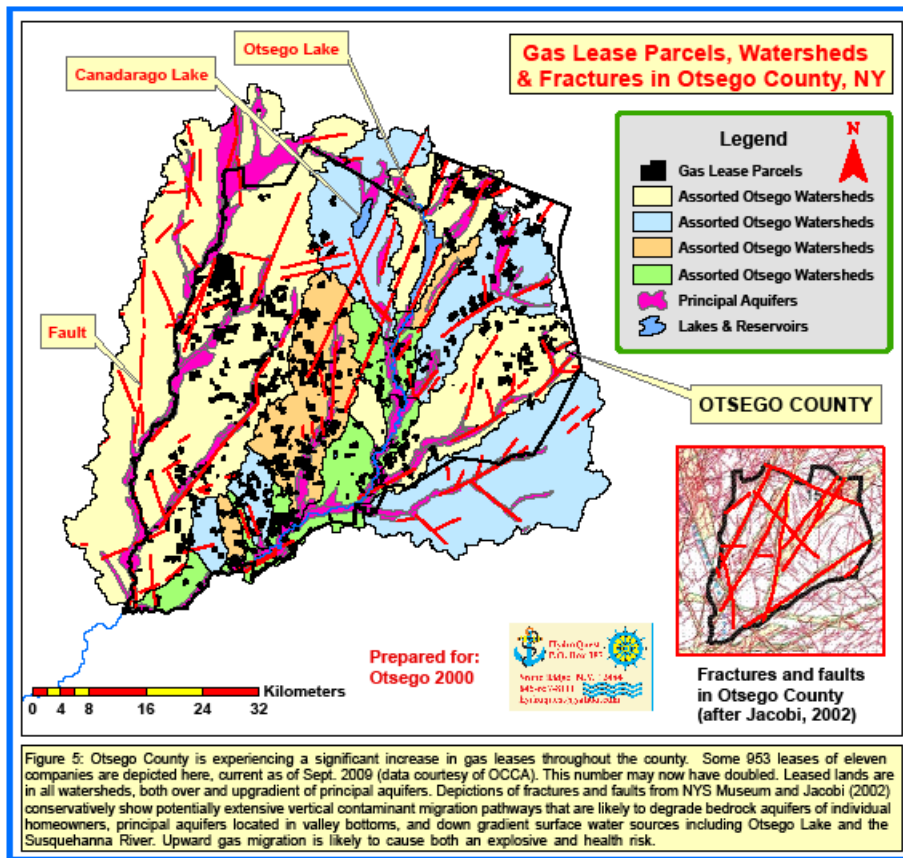 Otsego Lake
Canadarago Lake
Gas Lease Parcels, Watersheds
& Fractures in Otsego County, NY
Legend
N
Gas Lease Parcels
Assorted Otsego Watersheds
Assorted Otsego Watersheds
Assorted Otsego Watersheds
Assorted Otsego Watersheds
Principal Aquifers
Lakes & Reservoirs
Fault
OTSEGO COUNTY
Prepared for:
Otsego 2000
P.O. Box
Fractures and faults
in Otsego County
(after Jacobi, 2002)
Kilometers
0 4 8 16 24 32
Figure 5: Otsego County is experiencing a significant increase in gas leases throughout the county. Some 953 leases of eleven
companies are depicted here, current as of Sept. 2009 (data courtesy of OCCA). This number may now have doubled. Leased lands are
in all watersheds, both over and upgradient of principal aquifers. Depictions of fractures and faults from NYS Museum and Jacobi (2002)
conservatively show potentially extensive vertical contaminant migration pathways that are likely to degrade bedrock aquifers of individual
homeowners, principal aquifers located in valley bottoms, and down gradient surface water sources including Otsego Lake and the
Susquehanna River. Upward gas migration is likely to cause both an explosive and health risk.